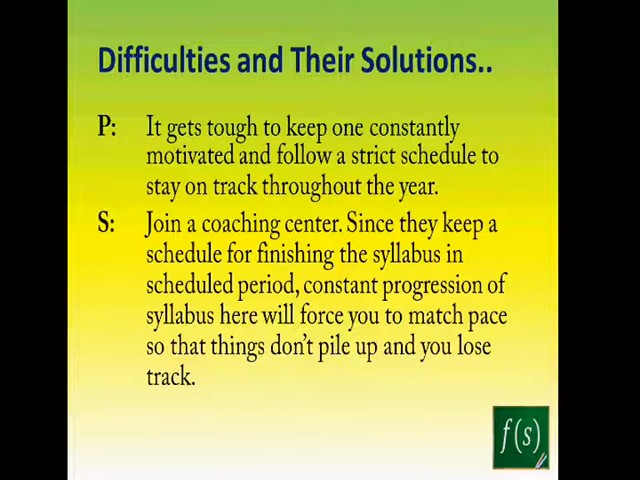 Difficulties and Their Solutions..
P: It gets tough to keep one constantly
motivated and follow a strict schedule to
stay on track throughout the year.
S: Join a coaching center. Since they keep a
schedule for finishing the syllabus in
scheduled period, constant progression of
syllabus here will force you to match pace
so that things don't pile up and you lose
track.
f(s)